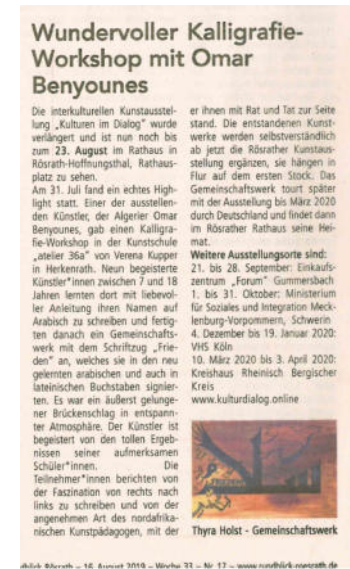 Wundervoller Kalligrafie-
Workshop mit Omar
Benyounes
Die interkulturellen Kunstausstel-
lung „Kulturen im Dialog" wurde
verlängert und ist nun noch bis
zum 23. August im Rathaus in
Rösrath-Hoffnungsthal, Rathaus-
platz zu sehen.
Am 31. Juli fand ein echtes High-
light statt. Einer der ausstellen-
den Künstler, der Algerier Omar
Benyounes, gab einen Kalligra-
fie-Workshop in der Kunstschule
„atelier 36a" von Verena Kupper
in Herkenrath. Neun begeisterte
Künstler*innen zwischen 7 und 18
Jahren lernten dort mit liebevol-
ler Anleitung ihren Namen auf
Arabisch zu schreiben und fertig-
ten danach ein Gemeinschafts-
werk mit dem Schriftzug „Frie-
den" an, welches sie in den neu
gelernten arabischen und auch in
lateinischen Buchstaben signier-
ten. Es war ein äußerst gelunge-
ner Brückenschlag in entspann-
ter Atmosphäre. Der Künstler ist
begeistert von den tollen Ergeb-
nissen seiner aufmerksamen
Schüler*innen. Die
Teilnehmer*innen berichten von
der Faszination von rechts nach
links zu schreiben und von der
angenehmen Art des nordafrika-
nischen Kunstpädagogen, mit der
er ihnen mit Rat und Tat zur Seite
stand. Die entstandenen Kunst-
werke werden selbstverständlich
ab jetzt die Rösrather Kunstaus-
stellung ergänzen, sie hängen in
Flur auf dem ersten Stock. Das
Gemeinschaftswerk tourt später
mit der Ausstellung bis März 2020
durch Deutschland und findet dann
im Rösrather Rathaus seine Hei-
mat.
Weitere Ausstellungsorte sind:
21. bis 28. September: Einkaufs-
zentrum „Forum" Gummersbach
1. bis 31. Oktober: Ministerium
für Soziales und Integration Meck-
lenburg-Vorpommern, Schwerin
4. Dezember bis 19. Januar 2020:
VHS Köln
10. März 2020 bis 3. April 2020:
Kreishaus Rheinisch Bergischer
Kreis
www.kulturdialog.online
Thyra Holst - Gemeinschaftswerk
Rösrath – 16. August 2019 – Woche 33 – Nr. 17 – www.rundblick-roesrath.de